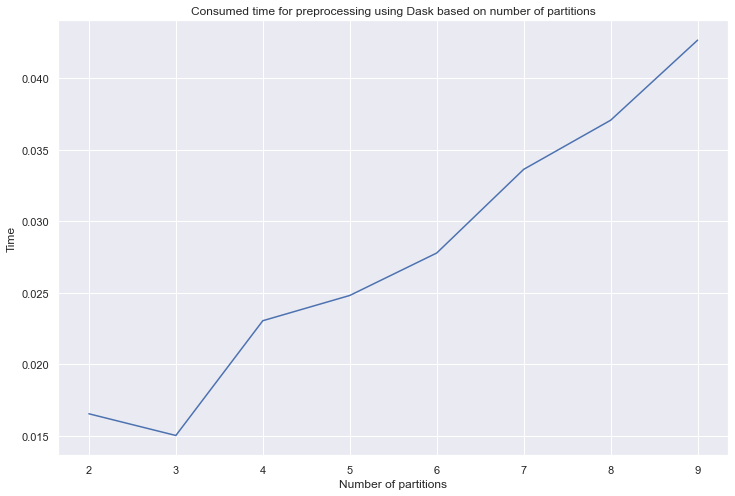 Consumed time for preprocessing using Dask based on number of partitions
0.040
0.035
0.030
0.025
0.020
0.015
Time
2 3 4 5 6 7 8 9
Number of partitions